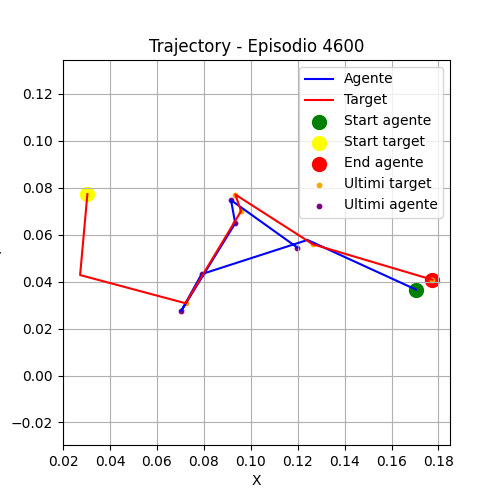 Trajectory - Episodio 4600
Agente
Target
Start agente
Start target
End agente
Ultimi target
Ultimi agente
0.12
0.10
0.08
0.06
0.04
0.02
0.00
−0.02
0.02 0.04 0.06 0.08 0.10 0.12 0.14 0.16 0.18
X